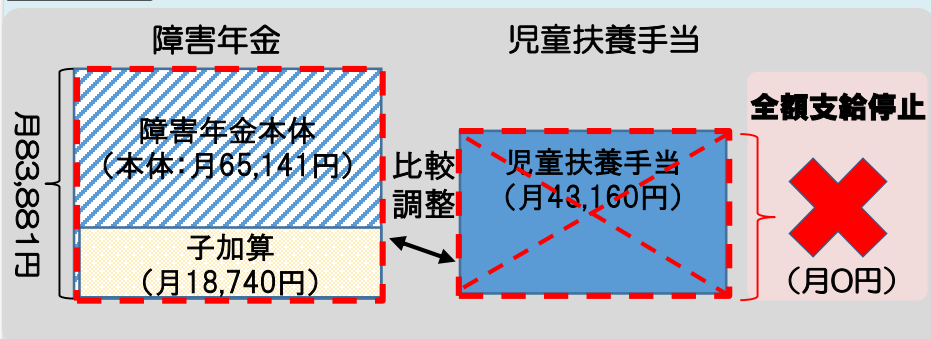 障害年金
児童扶養手当
月83,881円
障害年金本体
(本体:月65,141円)
子加算
(月18,740円)
比較
調整
児童扶養手当
(月43,160円)
全額支給停止
(月0円)